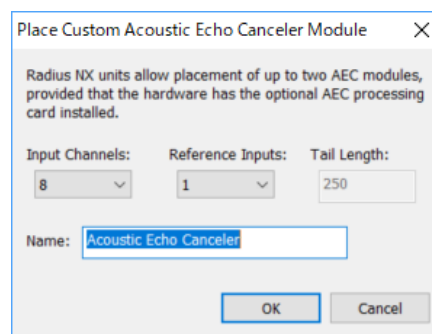 Place Custom Acoustic Echo Canceler Module
Radius NX units allow placement of up to two AEC modules,
provided that the hardware has the optional AEC processing
card installed.
Input Channels: Reference Inputs: Tail Length:
8 1 250
Name: Acoustic Echo Canceler
OK Cancel